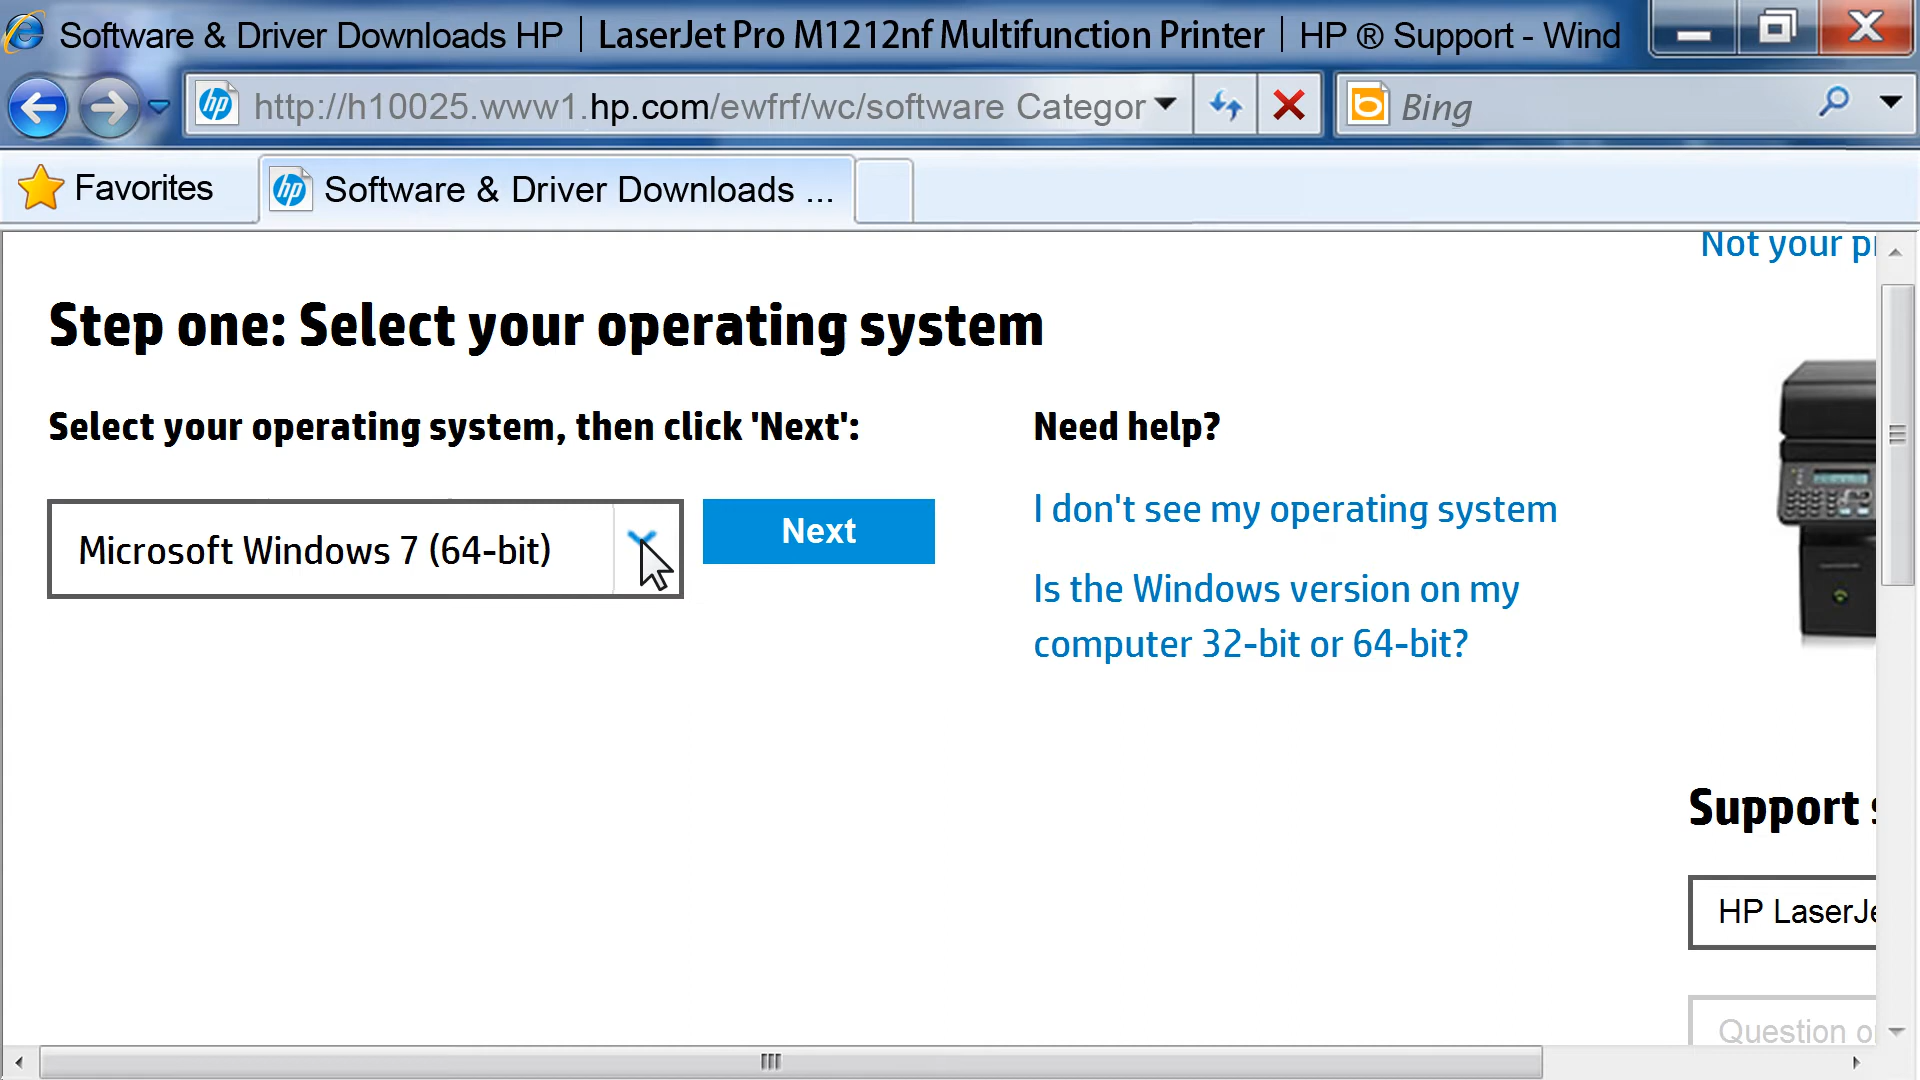 Software & Driver Downloads HP | LaserJet Pro M1212nf Multifunction Printer | HP ® Support - Wind
http://h10025.www1.hp.com/ewfrf/wc/software Categor
Bing
Favorites
Software & Driver Downloads ...
Not your
Step one: Select your operating system
Select your operating system, then click 'Next':
Need help?
Microsoft Windows 7 (64-bit)
Next
I don't see my operating system
Is the Windows version on my
computer 32-bit or 64-bit?
Support
HP LaserJe
Question